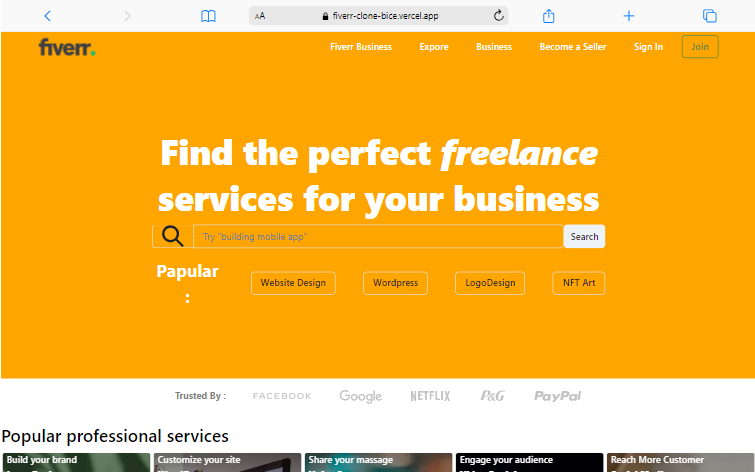 AA fiverr-clone-bice.vercel.app
fiverr.
Fiverr Business Expore Business Become a Seller Sign In Join
Find the perfect freelance
services for your business
Try "building mobile app" Search
Papular
:
Website Design Wordpress LogoDesign NFT Art
Trusted By : FACEBOOK Google NETFLIX P&G PayPal
Popular professional services
Build your brand Customize your site Share your massage Engage your audience Reach More Customer